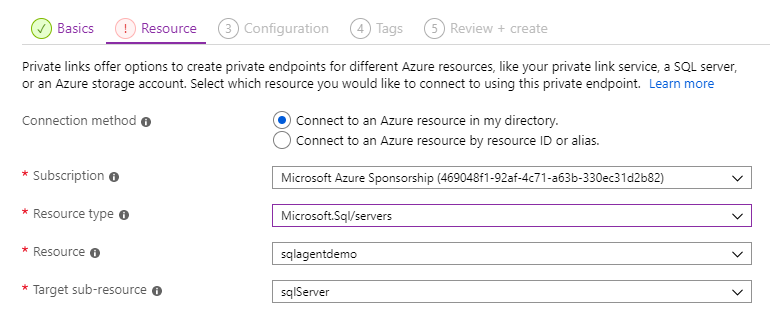 Basics ! Resource 3 Configuration 4 Tags 5 Review + create
Private links offer options to create private endpoints for different Azure resources, like your private link service, a SQL server,
or an Azure storage account. Select which resource you would like to connect to using this private endpoint. Learn more
Connection method Connect to an Azure resource in my directory.
Connect to an Azure resource by resource ID or alias.
* Subscription Microsoft Azure Sponsorship (469048f1-92af-4c71-a63b-330ec31d2b82)
* Resource type Microsoft.Sql/servers
* Resource sqlagentdemo
* Target sub-resource sqlServer